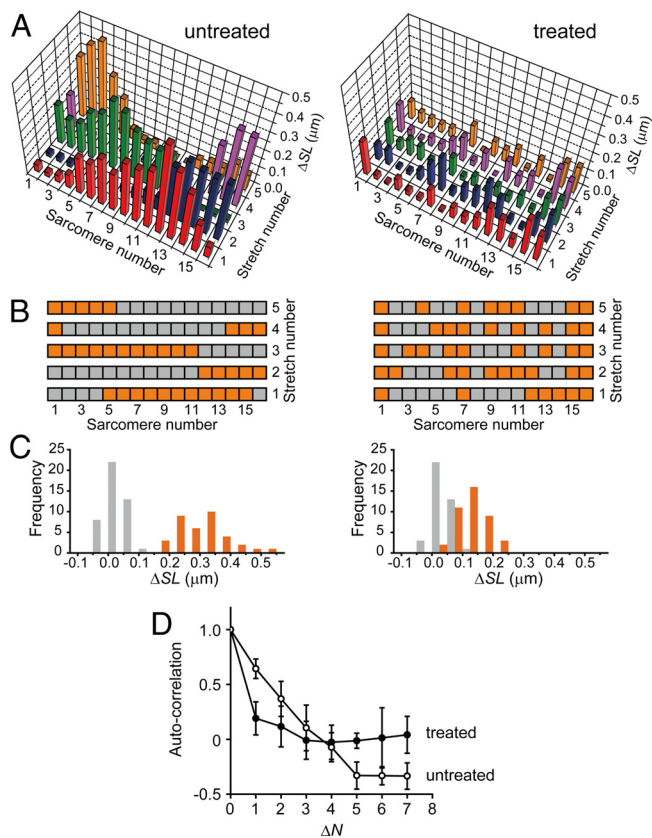 A
untreated
treated
0.5
0.4
0.3
0.2
0.1
0.0
ΔSL (µm)
5
4
3
2
1
Stretch number
1
3
5
7
9
11
13
15
Sarcomere number
0.5
0.4
0.3
0.2
0.1
0.0
ΔSL (µm)
5
4
3
2
1
Stretch number
1
3
5
7
9
11
13
15
Sarcomere number
B
5
4
3
2
1
Stretch number
1 3 5 7 9 11 13 15
Sarcomere number
5
4
3
2
1
Stretch number
1 3 5 7 9 11 13 15
Sarcomere number
C
Frequency
25
20
15
10
5
0
-0.1 0.0 0.1 0.2 0.3 0.4 0.5
ΔSL (µm)
Frequency
25
20
15
10
5
0
-0.1 0.0 0.1 0.2 0.3 0.4 0.5
ΔSL (µm)
D
Auto-correlation
1.0
0.5
0
-0.5
treated
untreated
0 1 2 3 4 5 6 7 8
ΔN